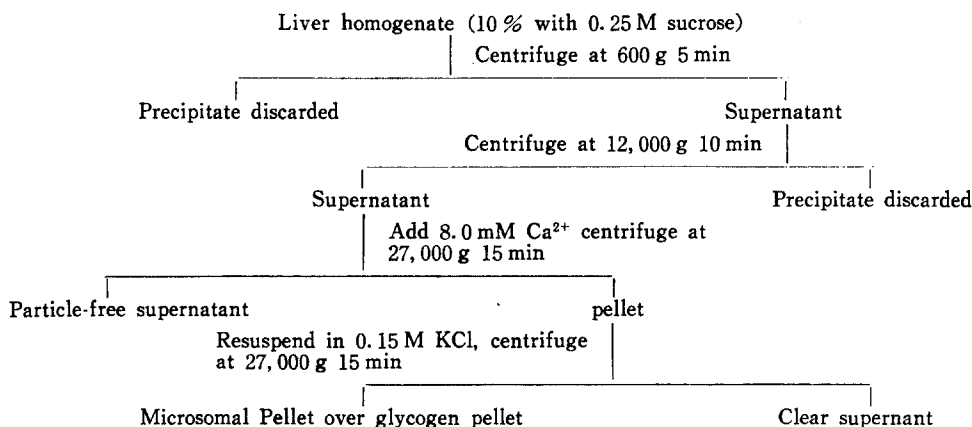 Liver homogenate (10 % with 0.25 M sucrose)
Centrifuge at 600 g 5 min
Precipitate discarded
Supernatant
Centrifuge at 12,000 g 10 min
Supernatant
Precipitate discarded
Add 8.0 mM Ca²⁺ centrifuge at
27,000 g 15 min
Particle-free supernatant
pellet
Resuspend in 0.15 M KCl, centrifuge
at 27,000 g 15 min
Microsomal Pellet over glycogen pellet
Clear supernant